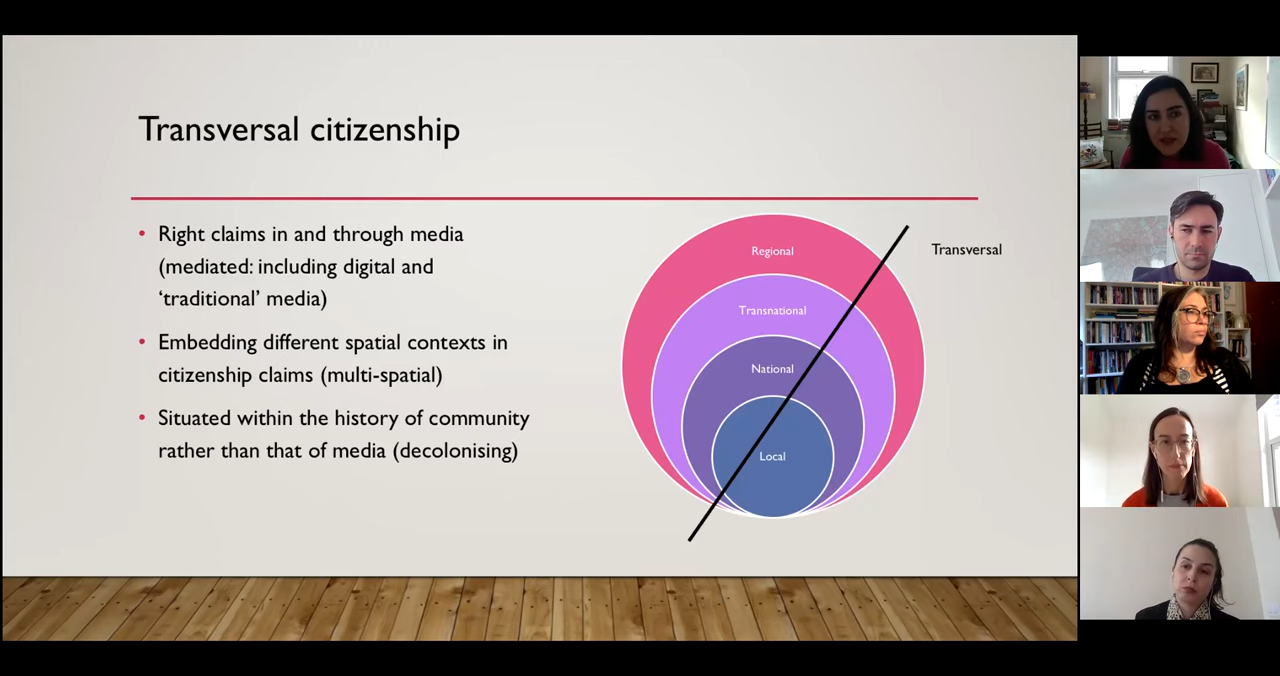 Transversal citizenship
• Right claims in and through media
(mediated: including digital and
‘traditional’ media)
• Embedding different spatial contexts in
citizenship claims (multi-spatial)
• Situated within the history of community
rather than that of media (decolonising)
Regional
Transversal
Transnational
National
Local